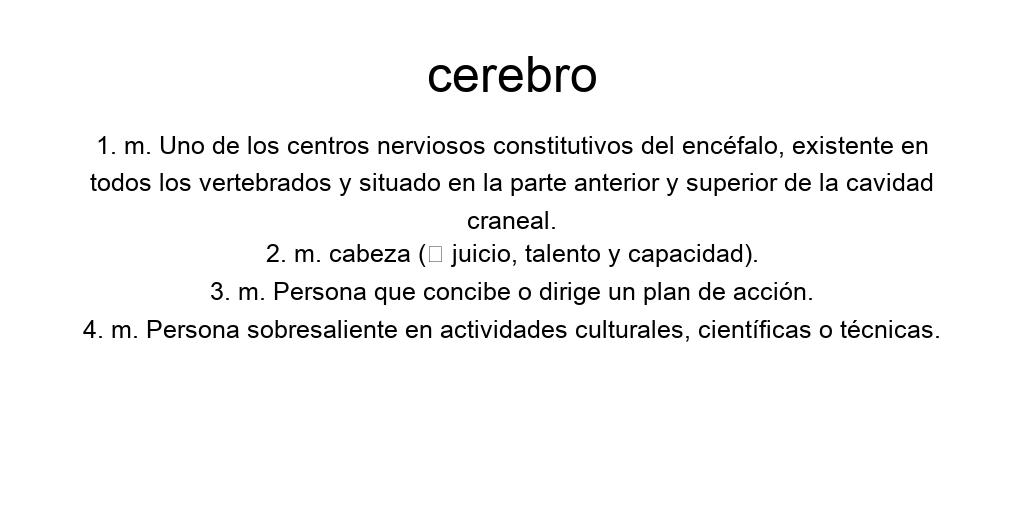 cerebro
1. m. Uno de los centros nerviosos constitutivos del encéfalo, existente en
todos los vertebrados y situado en la parte anterior y superior de la cavidad
craneal.
2. m. cabeza (□ juicio, talento y capacidad).
3. m. Persona que concibe o dirige un plan de acción.
4. m. Persona sobresaliente en actividades culturales, científicas o técnicas.